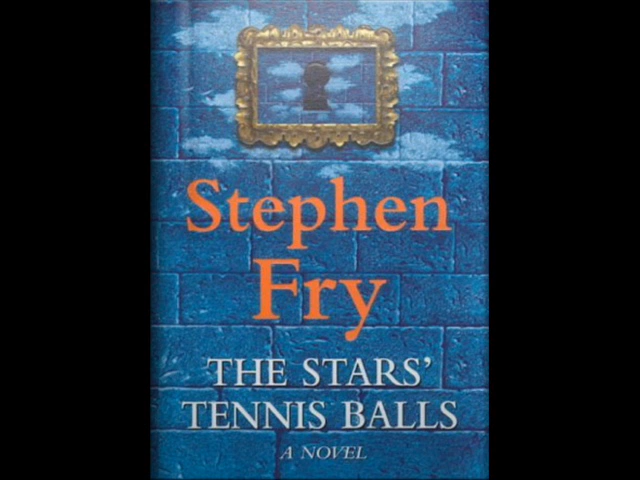 Stephen
Fry
THE STARS’
TENNIS BALLS
A NOVEL